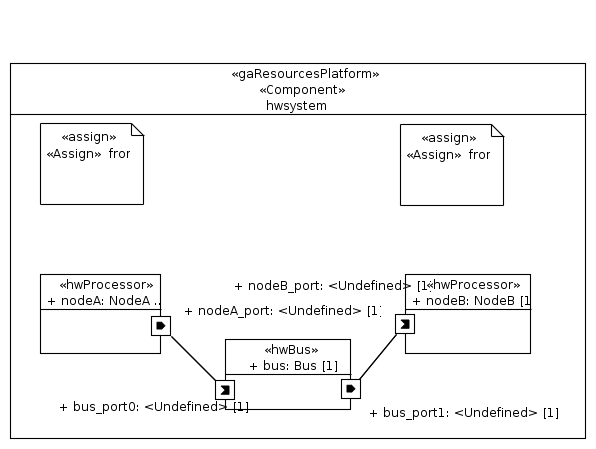 «gaResourcesPlatform»
«Component»
hwsystem
«assign»
«Assign» fror
«assign»
«Assign» fror
«hwProcessor»
+ nodeA: NodeA ..
+ nodeB_port: <Undefined> [1]
«hwProcessor»
+ nodeB: NodeB [1
+ nodeA_port: <Undefined> [1]
«hwBus»
+ bus: Bus [1]
+ bus_port0: <Undefined> [1]
+ bus_port1: <Undefined> [1]